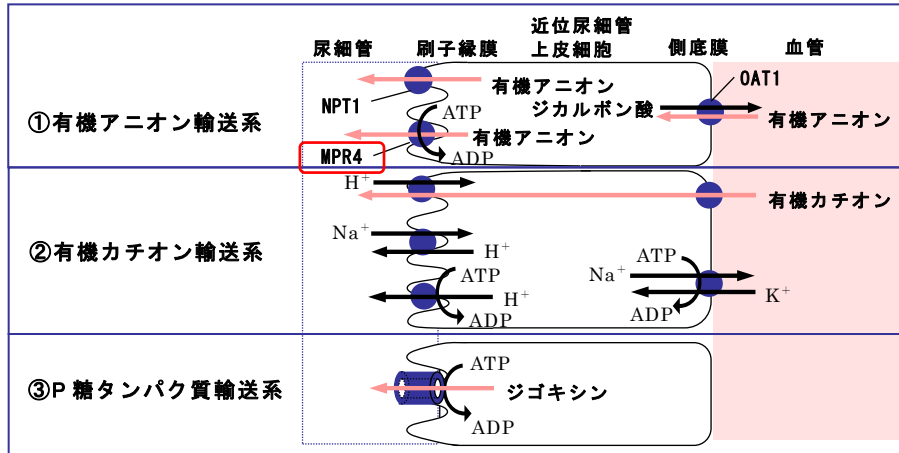 尿細管 刷子縁膜 近位尿細管 側底膜 血管
上皮細胞
OAT1
NPT1 有機アニオン
ジカルボン酸
①有機アニオン輸送系 ATP 有機アニオン
有機アニオン
MPR4 ADP
H⁺
有機カチオン
Na⁺
②有機カチオン輸送系 H⁺
ATP ATP
Na⁺
H⁺ K⁺
ADP ADP
③P糖タンパク質輸送系 ATP
ジゴキシン
ADP